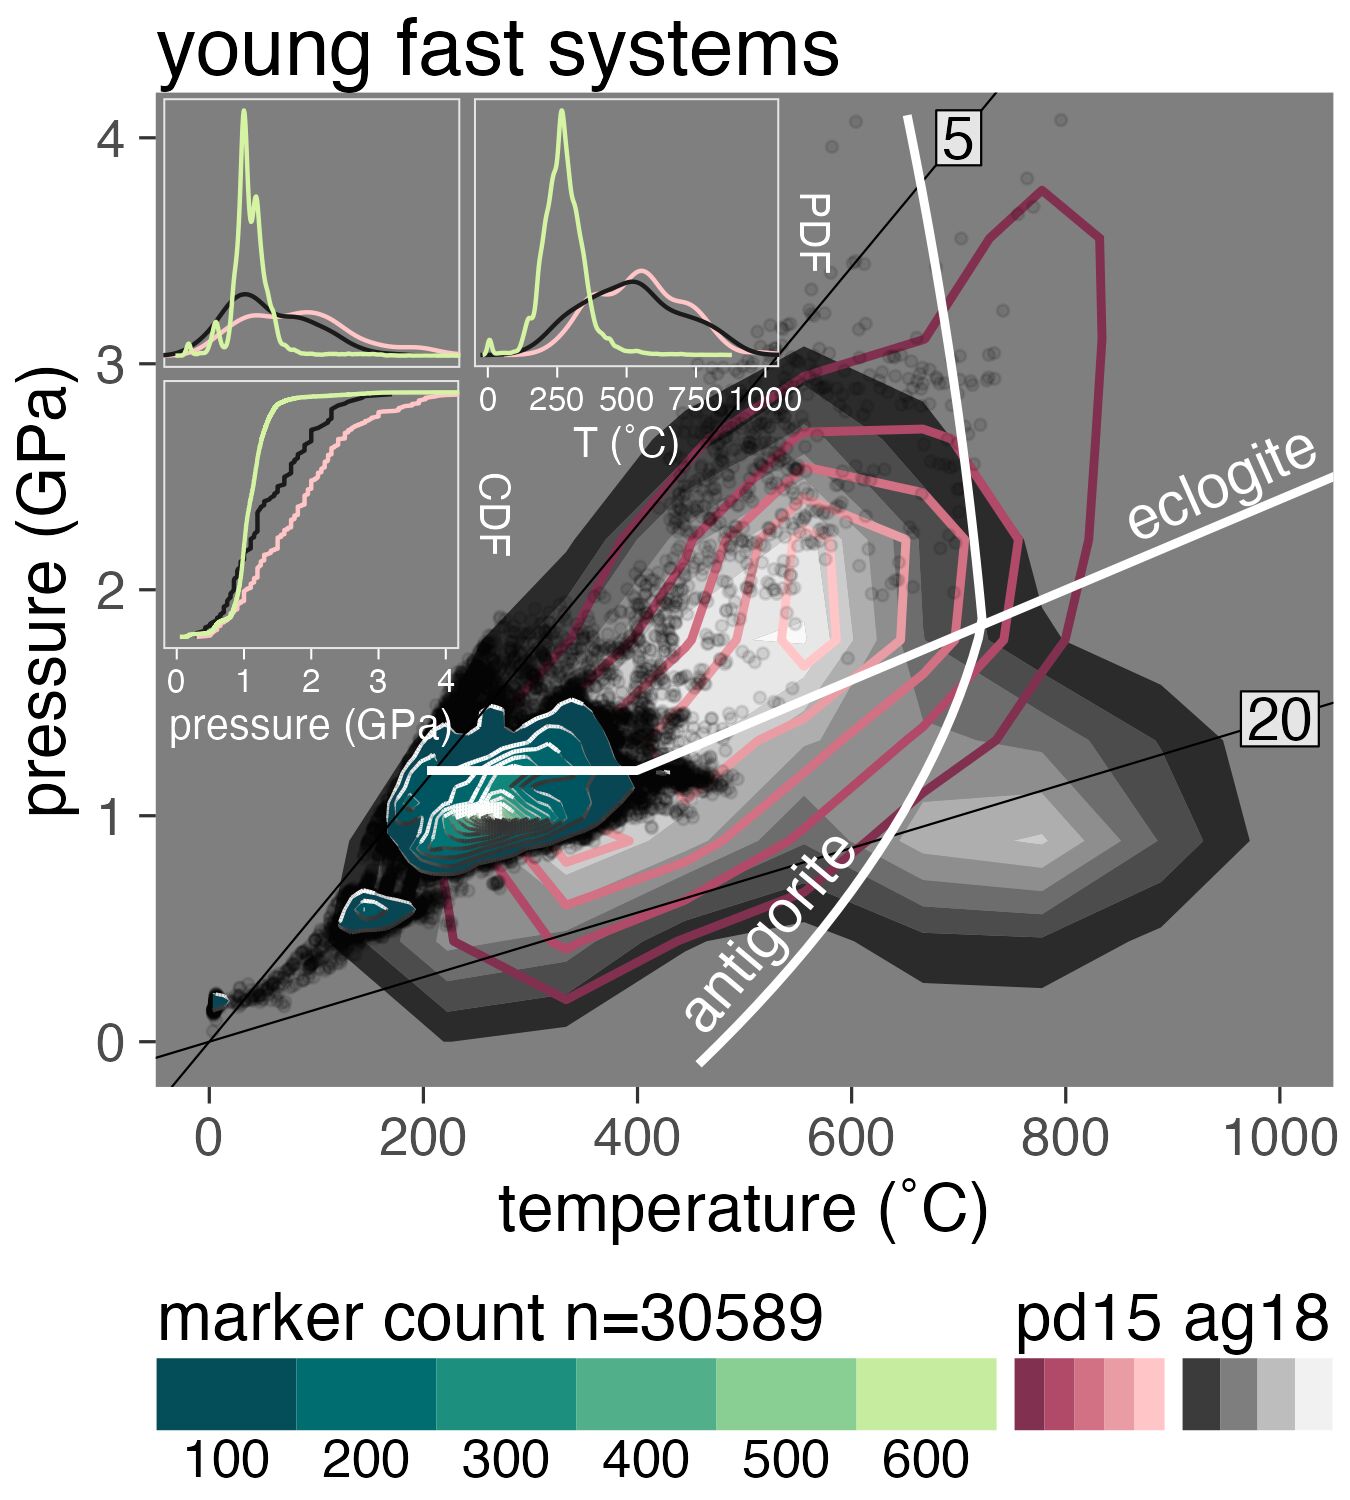 young fast systems
pressure (GPa)
4
3
2
1
0
PDF
0 250 500 750 1000
T (˚C)
CDF
0 1 2 3 4
pressure (GPa)
5
20
eclogite
antigorite
0 200 400 600 800 1000
temperature (˚C)
marker count n=30589
100 200 300 400 500 600
pd15
ag18